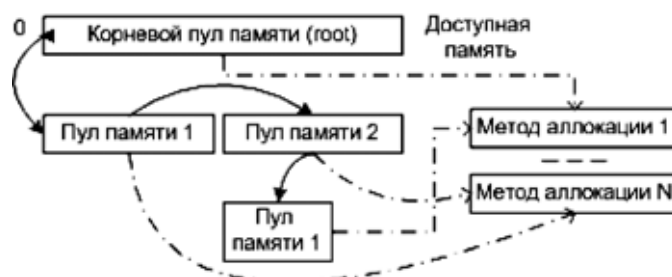 0
Корневой пул памяти (root)
Доступная
память
Пул памяти 1
Пул памяти 2
Метод аллокации 1
Метод аллокации N
Пул
памяти 1